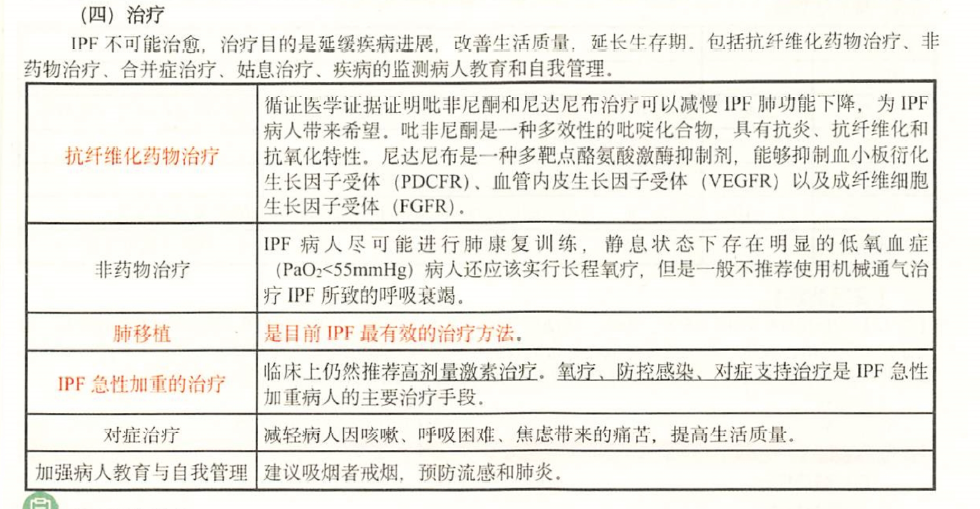 （四）治疗
IPF 不可能治愈，治疗目的是延缓疾病进展，改善生活质量，延长生存期。包括抗纤维化药物治疗、非
药物治疗、合并症治疗、姑息治疗、疾病的监测病人教育和自我管理。
抗纤维化药物治疗
循证医学证据证明吡非尼酮和尼达尼布治疗可以减慢 IPF 肺功能下降，为 IPF
病人带来希望。吡非尼酮是一种多效性的吡啶化合物，具有抗炎、抗纤维化和
抗氧化特性。尼达尼布是一种多靶点酪氨酸激酶抑制剂，能够抑制血小板衍化
生长因子受体（PDCFR）、血管内皮生长因子受体（VEGFR）以及成纤维细胞
生长因子受体（FGFR）。
非药物治疗
IPF 病人尽可能进行肺康复训练，静息状态下存在明显的低氧血症
（PaO₂<55mmHg）病人还应该实行长程氧疗，但是一般不推荐使用机械通气治
疗 IPF 所致的呼吸衰竭。
肺移植
是目前 IPF 最有效的治疗方法。
IPF 急性加重的治疗
临床上仍然推荐高剂量激素治疗。氧疗、防控感染、对症支持治疗是 IPF 急性
加重病人的主要治疗手段。
对症治疗
减轻病人因咳嗽、呼吸困难、焦虑带来的痛苦，提高生活质量。
加强病人教育与自我管理
建议吸烟者戒烟，预防流感和肺炎。